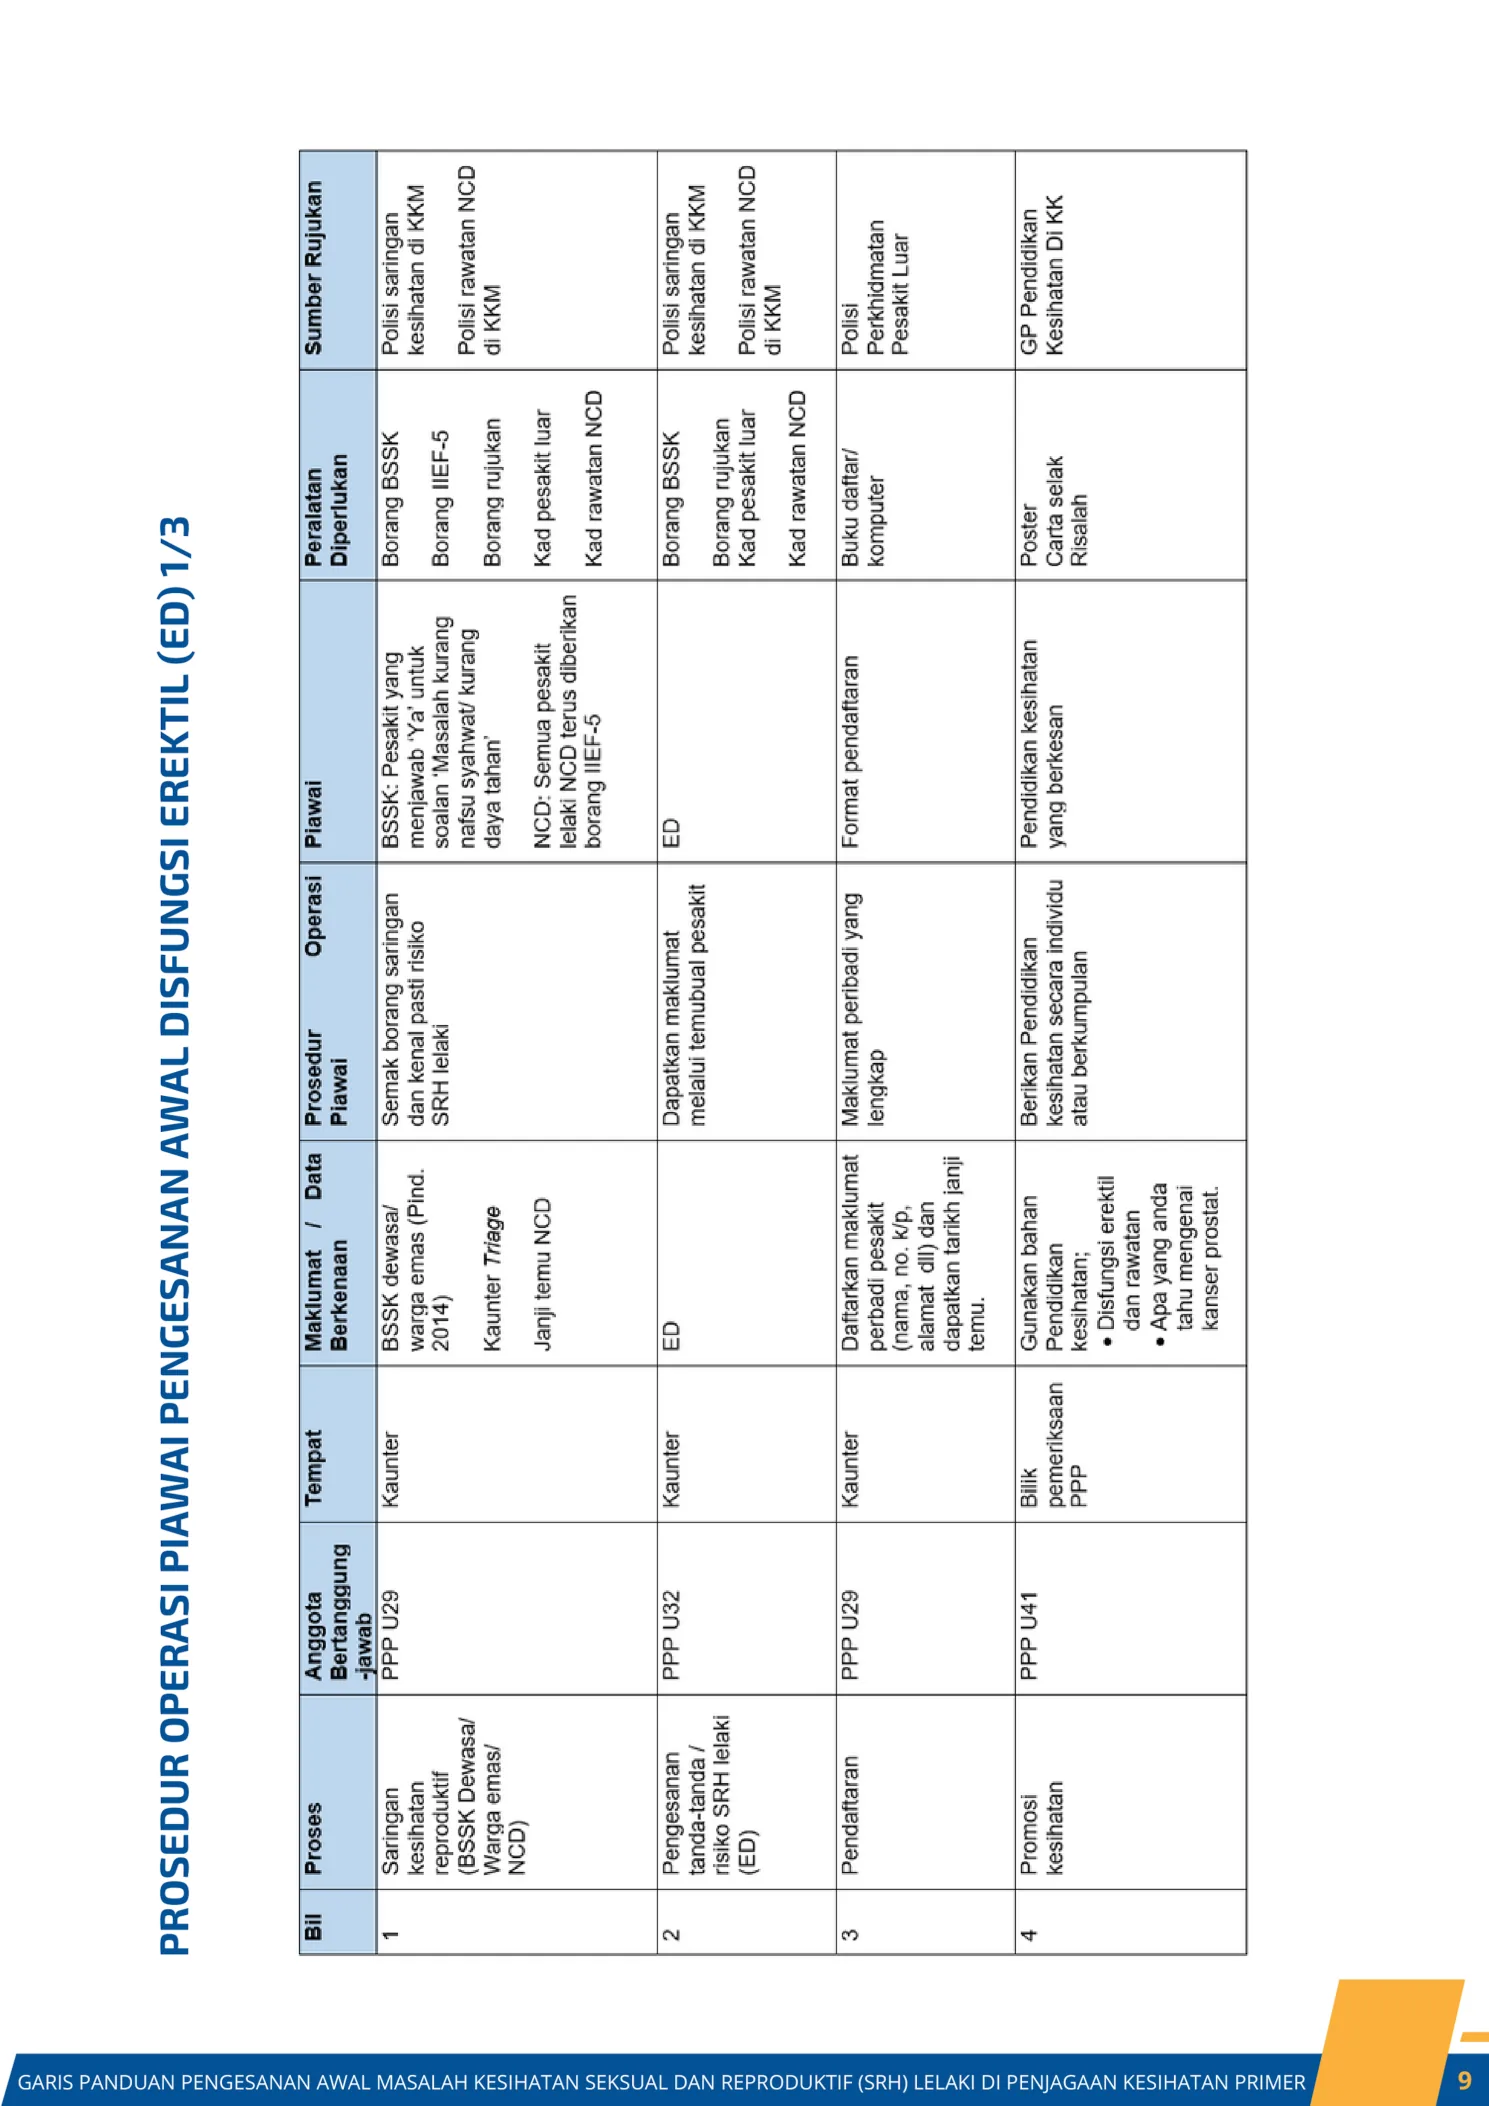 PROSEDUR OPERASI PIAWAI PENGESANAN AWAL DISFUNGSI EREKTIL (ED) 1/3
Bil
Proses
Anggota
Bertanggung
-jawab
Tempat
Maklumat / Data
Berkenaan
Prosedur Operasi
Piawai
Piawai
Peralatan
Diperlukan
Sumber Rujukan
1
Saringan
kesihatan
reproduktif
(BSSK Dewasa/
Warga emas/
NCD)
PPP U29
Kaunter
BSSK dewasa/
warga emas (Pind.
2014)
Kaunter Triage
Janji temu NCD
Semak borang saringan
dan kenal pasti risiko
SRH lelaki
BSSK: Pesakit yang
menjawab ‘Ya’ untuk
soalan ‘Masalah kurang
nafsu syahwat/ kurang
daya tahan’
NCD: Semua pesakit
lelaki NCD terus diberikan
borang IIEF-5
Borang BSSK
Borang IIEF-5
Borang rujukan
Kad pesakit luar
Kad rawatan NCD
Polisi saringan
kesihatan di KKM
Polisi rawatan NCD
di KKM
2
Pengesanan
tanda-tanda /
risiko SRH lelaki
(ED)
PPP U32
Kaunter
ED
Dapatkan maklumat
melalui temubual pesakit
ED
Borang BSSK
Borang rujukan
Kad pesakit luar
Kad rawatan NCD
Polisi saringan
kesihatan di KKM
Polisi rawatan NCD
di KKM
3
Pendaftaran
PPP U29
Kaunter
Daftarkan maklumat
perbadi pesakit
(nama, no. k/p,
alamat dll) dan
dapatkan tarikh janji
temu.
Maklumat peribadi yang
lengkap
Format pendaftaran
Buku daftar/
komputer
Polisi
Perkhidmatan
Pesakit Luar
4
Promosi
kesihatan
PPP U41
Bilik
pemeriksaan
PPP
Gunakan bahan
Pendidikan
kesihatan;
• Disfungsi erektil
dan rawatan
• Apa yang anda
tahu mengenai
kanser prostat.
Berikan Pendidikan
kesihatan secara individu
atau berkumpulan
Pendidikan kesihatan
yang berkesan
Poster
Carta selak
Risalah
GP Pendidikan
Kesihatan Di KK
GARIS PANDUAN PENGESANAN AWAL MASALAH KESIHATAN SEKSUAL DAN REPRODUKTIF (SRH) LELAKI DI PENJAGAAN KESIHATAN PRIMER
9